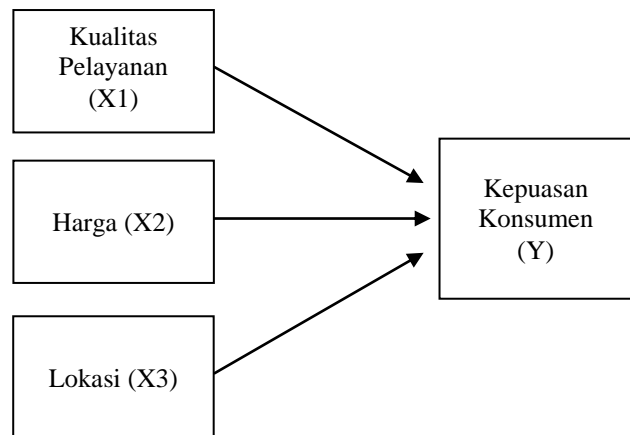 Kualitas
Pelayanan
(X1)
Harga (X2)
Lokasi (X3)
Kepuasan
Konsumen
(Y)